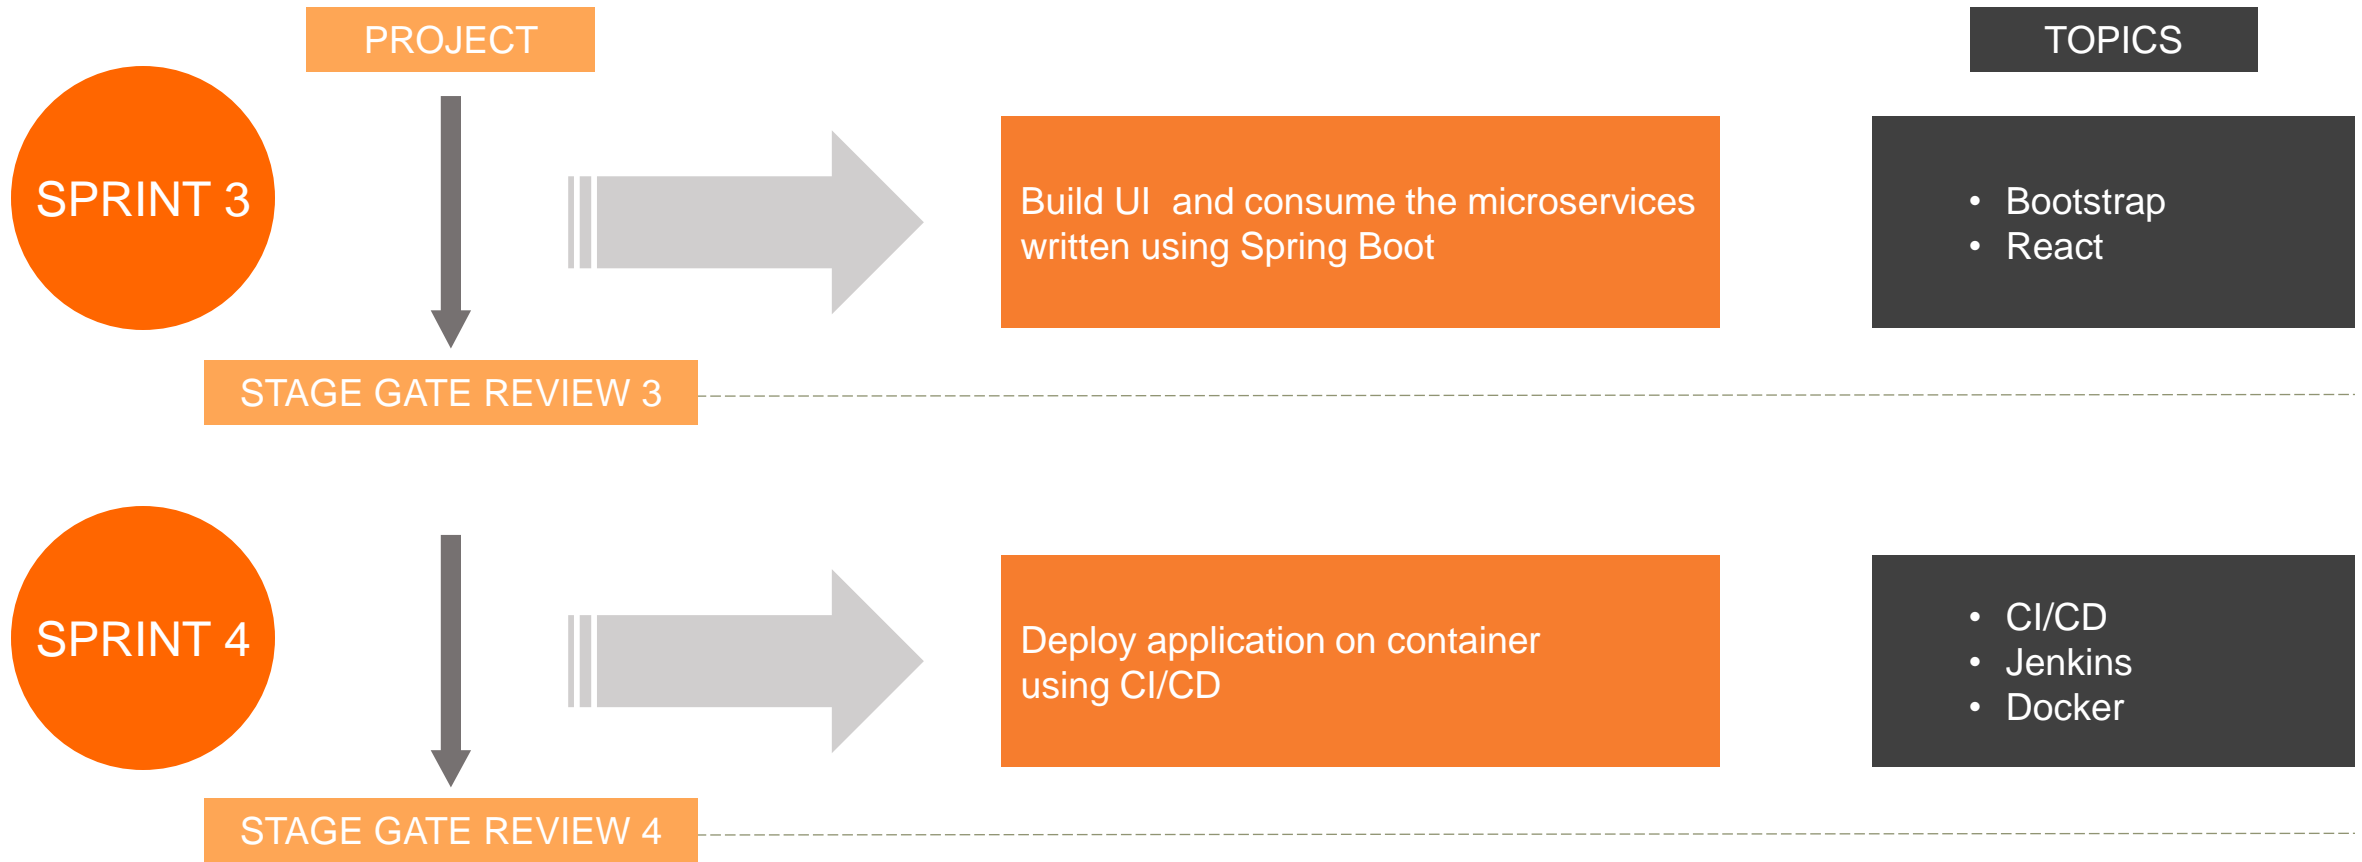 PROJECT
TOPICS
SPRINT 3
Build UI  and consume the microservices
written using Spring Boot
• Bootstrap
• React
STAGE GATE REVIEW 3
SPRINT 4
Deploy application on container
using CI/CD
• CI/CD
• Jenkins
• Docker
STAGE GATE REVIEW 4